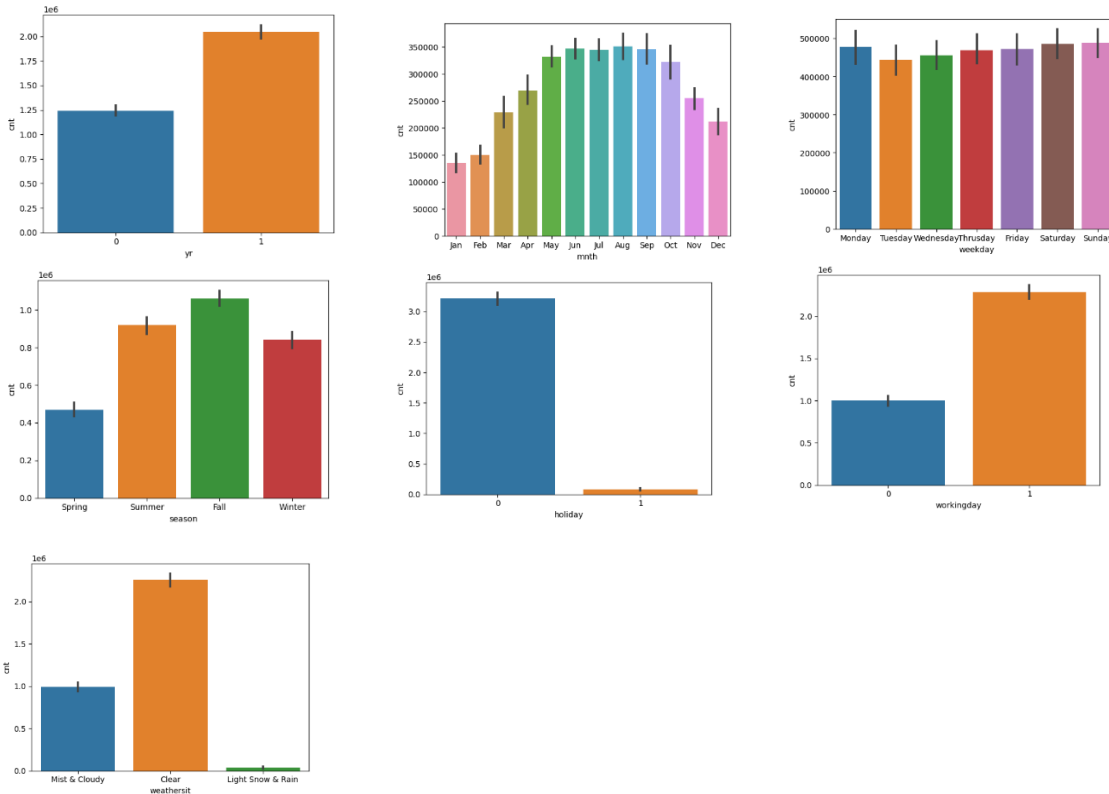 1e6
2.00
1.75
1.50
1.25
1.00
0.75
0.50
0.25
0.00
cnt
0 1
yr
350000
300000
250000
200000
150000
100000
50000
0
cnt
Jan Feb Mar Apr May Jun Jul Aug Sep Oct Nov Dec
mnth
500000
400000
300000
200000
100000
0
cnt
Monday Tuesday Wednesday Thrusday Friday Saturday Sunday
weekday
1e6
1.0
0.8
0.6
0.4
0.2
0.0
cnt
Spring Summer Fall Winter
season
1e6
3.0
2.5
2.0
1.5
1.0
0.5
0.0
cnt
0 1
holiday
1e6
2.0
1.5
1.0
0.5
0.0
cnt
0 1
workingday
1e6
2.0
1.5
1.0
0.5
0.0
cnt
Mist & Cloudy Clear Light Snow & Rain
weathersit